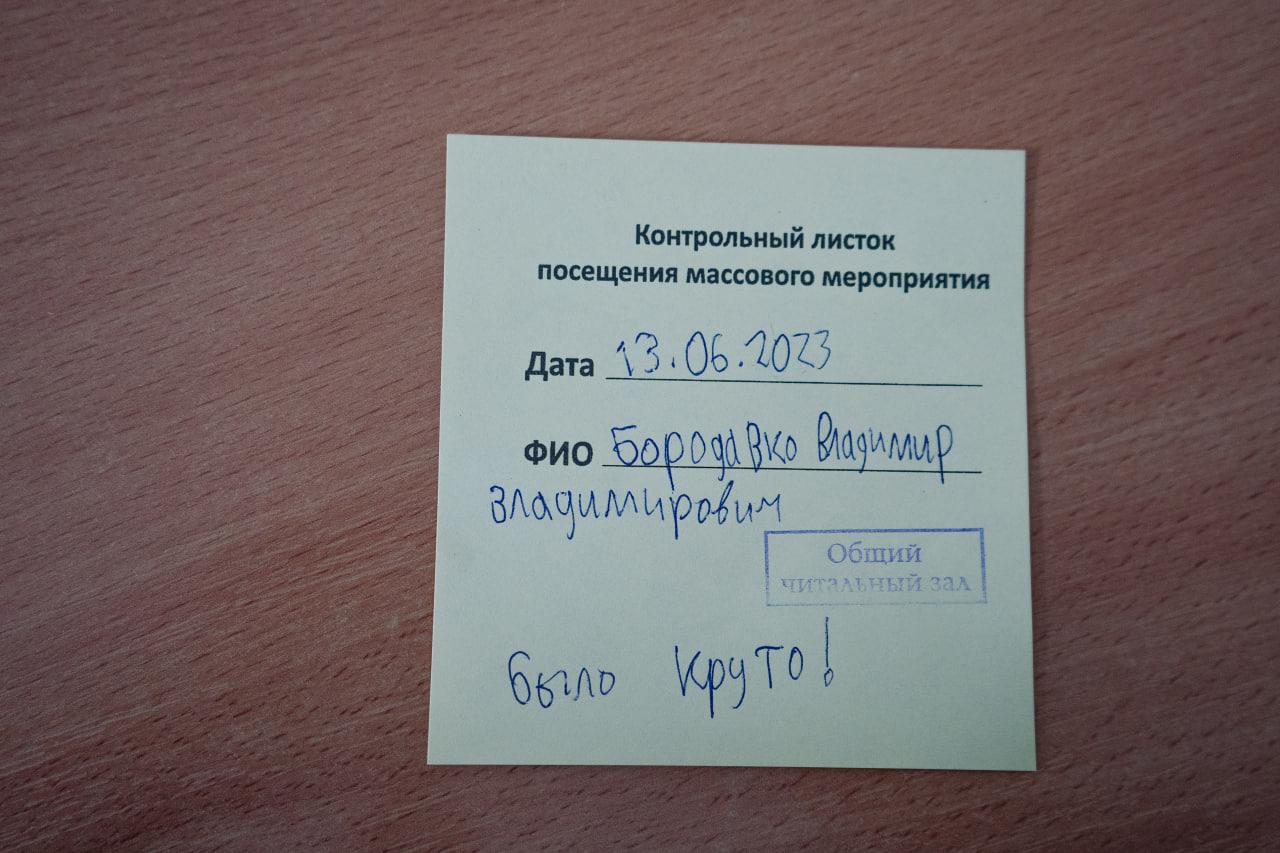 Контрольный листок
посещения массового мероприятия
Дата 13.06.2023
ФИО Бородавко Владимир
Владимирович
Общий
читальный зал
было круто!